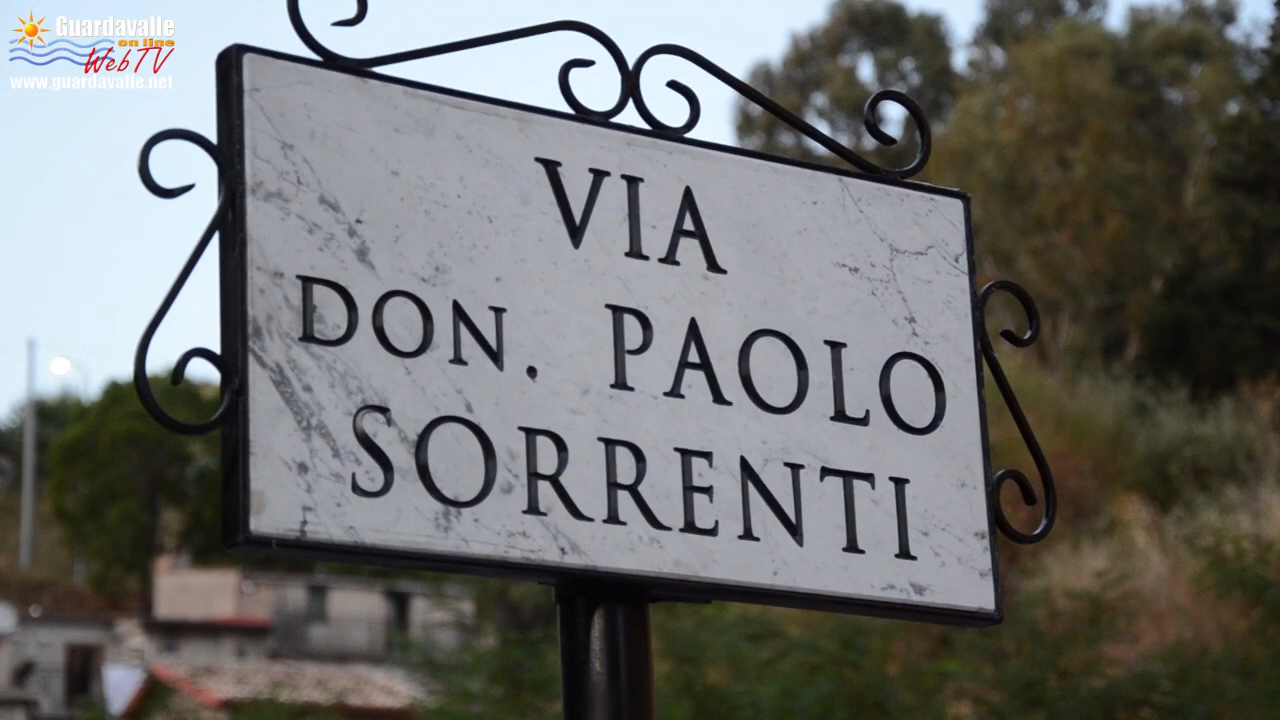 Guardavalle
on line
WebTV
www.guardavalle.net
VIA
DON. PAOLO
SORRENTI